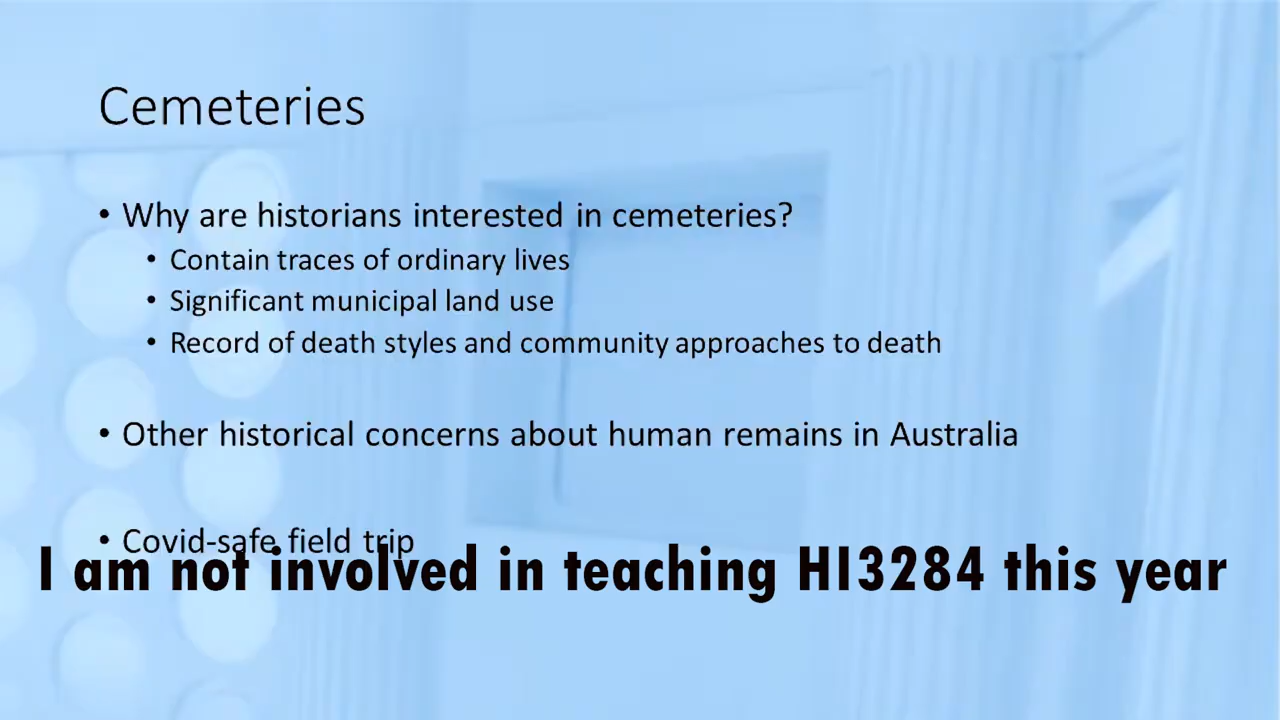 Cemeteries
• Why are historians interested in cemeteries?
• Contain traces of ordinary lives
• Significant municipal land use
• Record of death styles and community approaches to death
• Other historical concerns about human remains in Australia
• Covid-safe field trip
I am not involved in teaching HI3284 this year